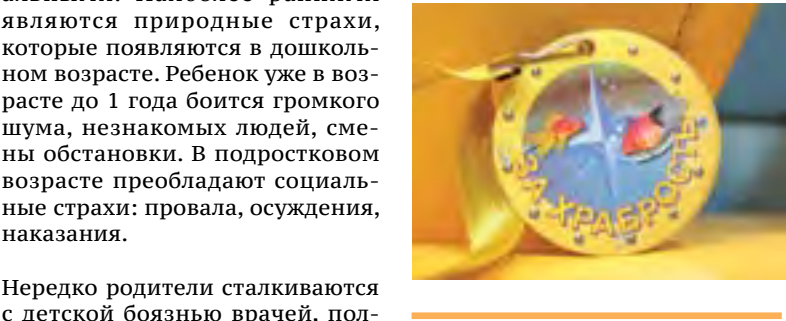 альными. Наиболее ранними
являются природные страхи,
которые появляются в дошколь-
ном возрасте. Ребенок уже в воз-
расте до 1 года боится громкого
шума, незнакомых людей, сме-
ны обстановки. В подростковом
возрасте преобладают социаль-
ные страхи: провала, осуждения,
наказания.
Нередко родители сталкиваются
с детской боязнью врачей, пол-
ЗА ХРАБРОСТЬ